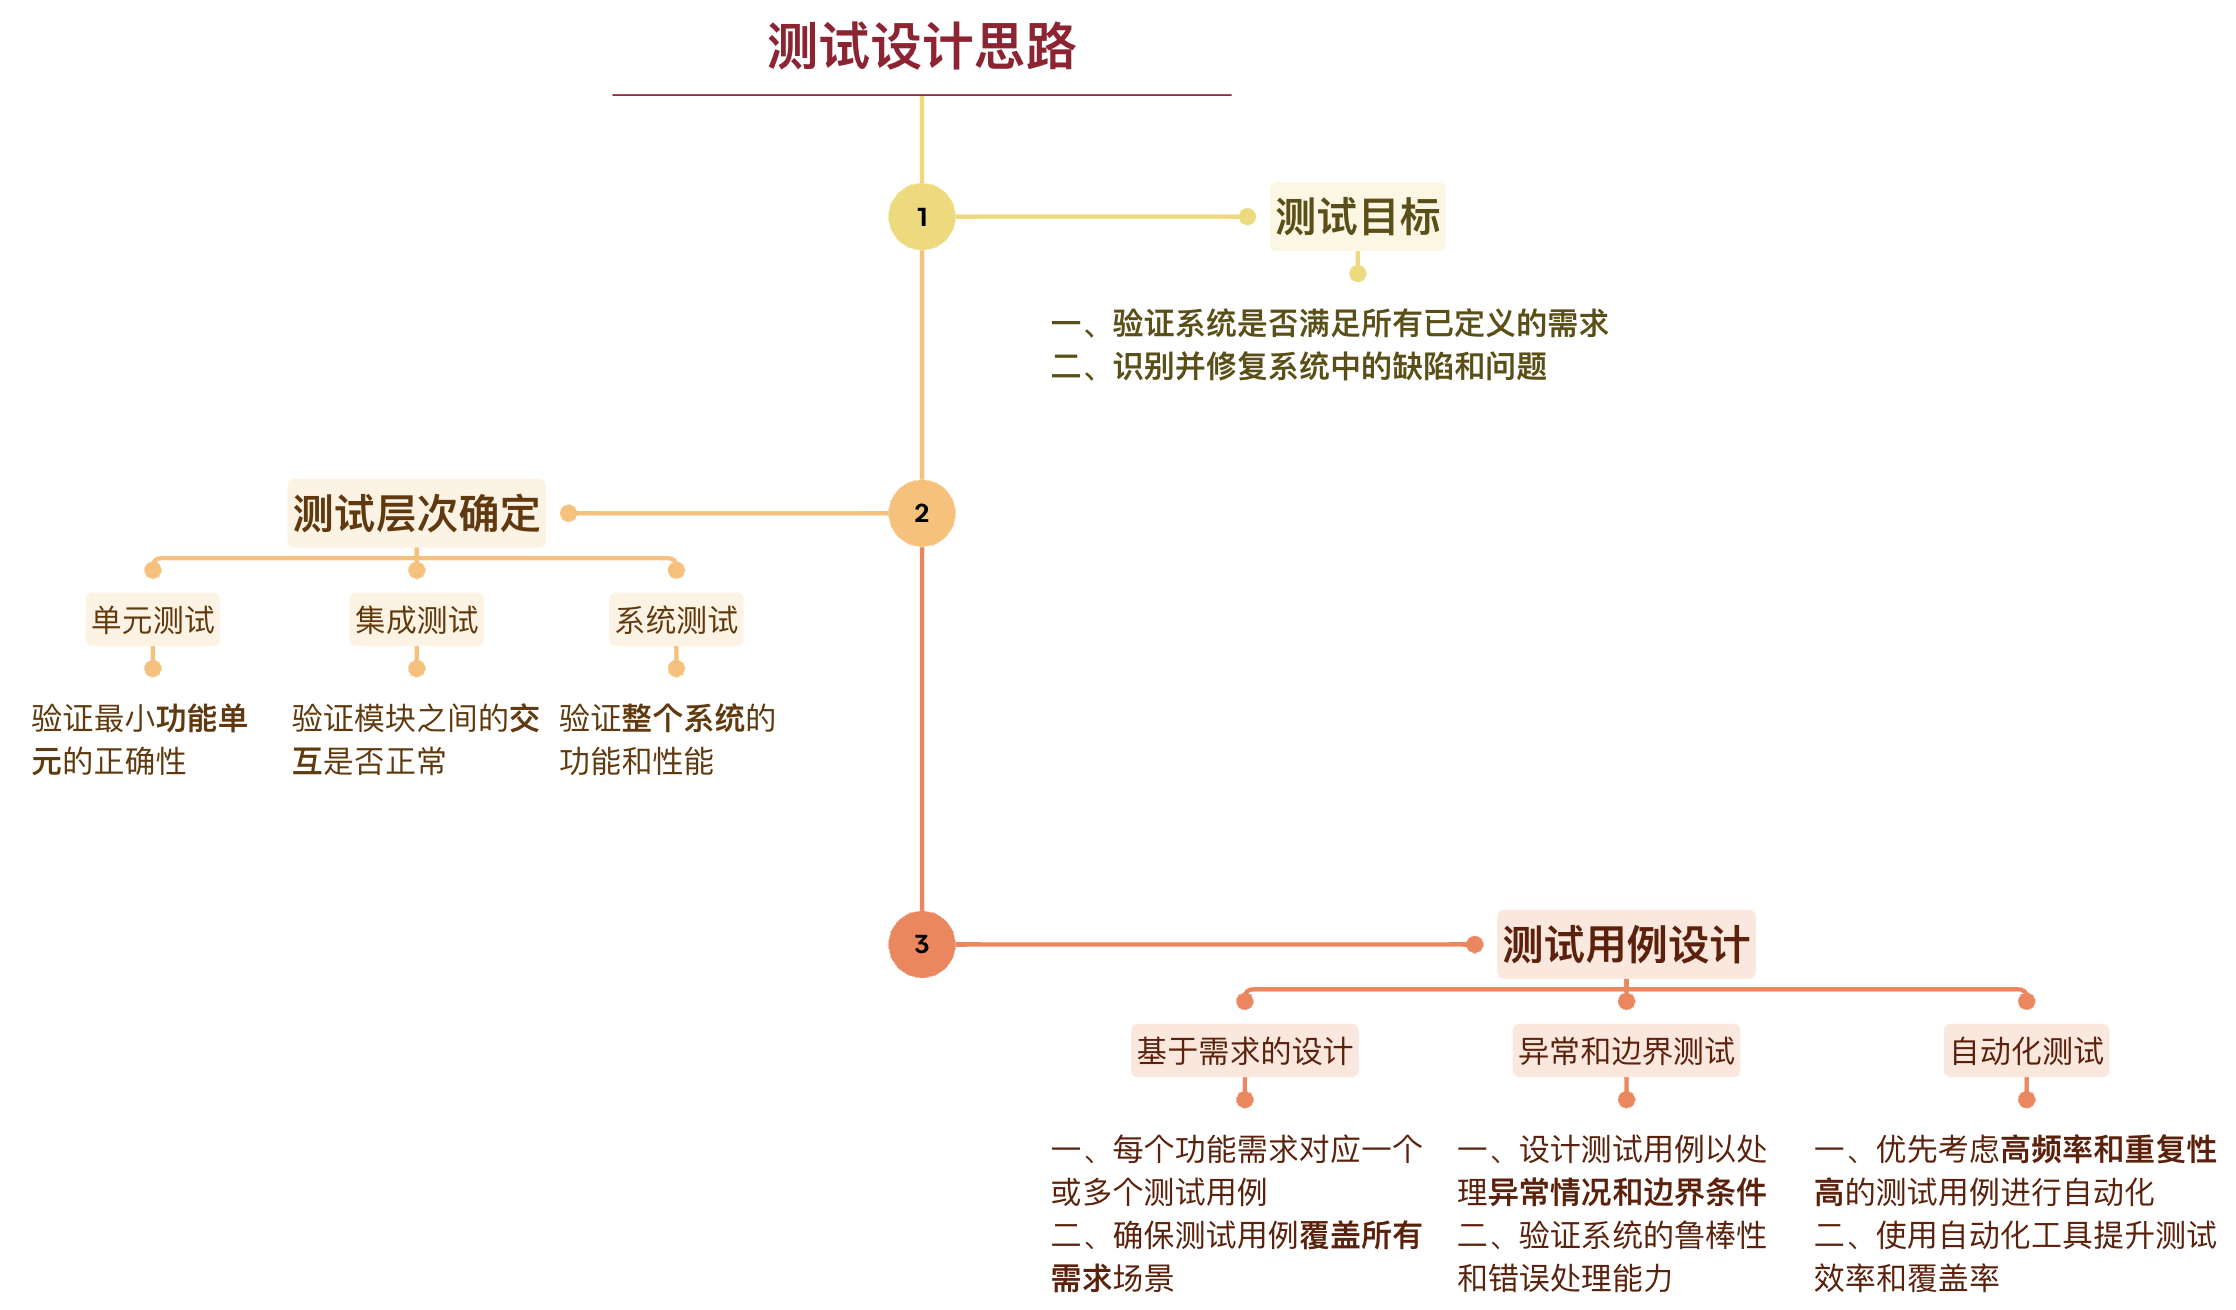 测试设计思路
1
测试目标
一、验证系统是否满足所有已定义的需求
二、识别并修复系统中的缺陷和问题
2
测试层次确定
单元测试
验证最小功能单
元的正确性
集成测试
验证模块之间的交
互是否正常
系统测试
验证整个系统的
功能和性能
3
测试用例设计
基于需求的设计
一、每个功能需求对应一个
或多个测试用例
二、确保测试用例覆盖所有
需求场景
异常和边界测试
一、设计测试用例以处
理异常情况和边界条件
二、验证系统的鲁棒性
和错误处理能力
自动化测试
一、优先考虑高频率和重复性
高的测试用例进行自动化
二、使用自动化工具提升测试
效率和覆盖率